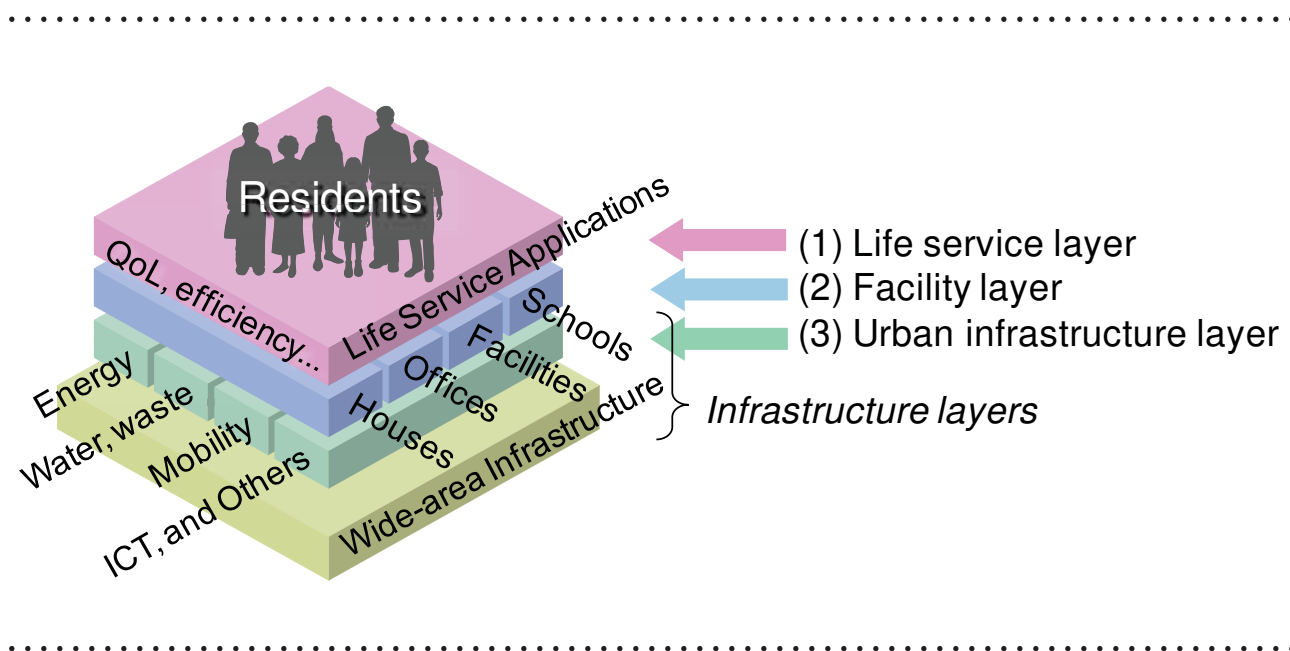 Residents
QoL, efficiency...
Life Service Applications
Schools
Facilities
Offices
Houses
Energy
Water, waste
Mobility
ICT, and Others
Wide-area Infrastructure
(1) Life service layer
(2) Facility layer
(3) Urban infrastructure layer
Infrastructure layers